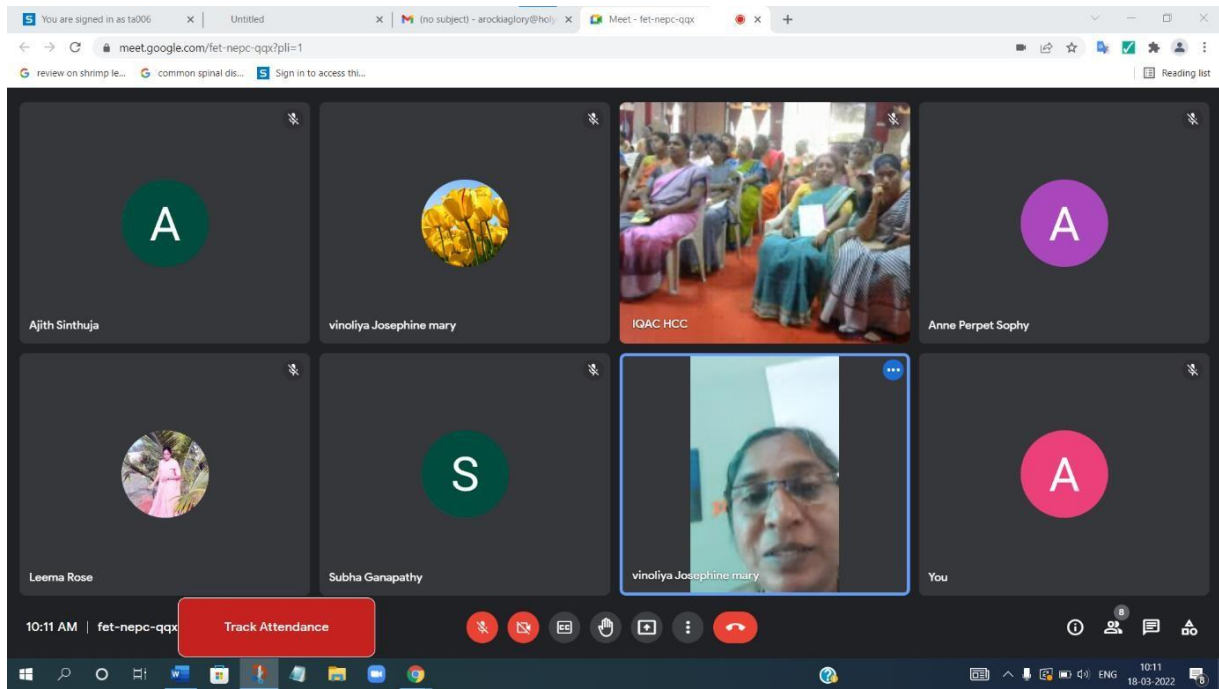 You are signed in as ta006
Untitled
(no subject) - arockiaglory@holy
Meet - fet-nepc-qqx
meet.google.com/fet-nepc-qqx?pli=1
review on shrimp le...
common spinal dis...
Sign in to access thi...
Reading list
A
Ajith Sinthuja
vinoliya Josephine mary
IQAC HCC
A
Anne Perpet Sophy
Leema Rose
S
Subha Ganapathy
vinoliya Josephine mary
A
You
10:11 AM | fet-nepc-qqx
Track Attendance
CC
8
ENG
10:11
18-03-2022
8